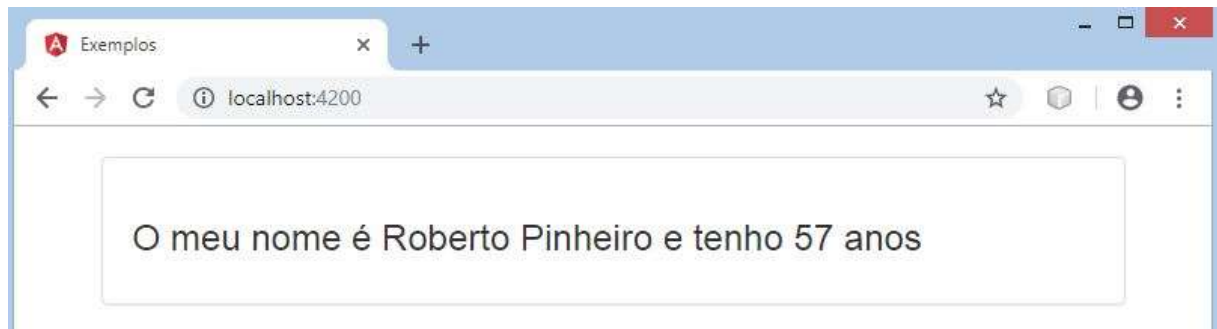 Exemplos
localhost:4200
O meu nome é Roberto Pinheiro e tenho 57 anos